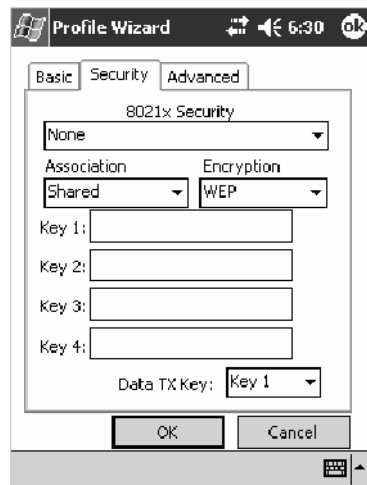 Profile Wizard 6:30 ok
Basic Security Advanced
8021x Security
None
Association Encryption
Shared WEP
Key 1:
Key 2:
Key 3:
Key 4:
Data TX Key: Key 1
OK Cancel